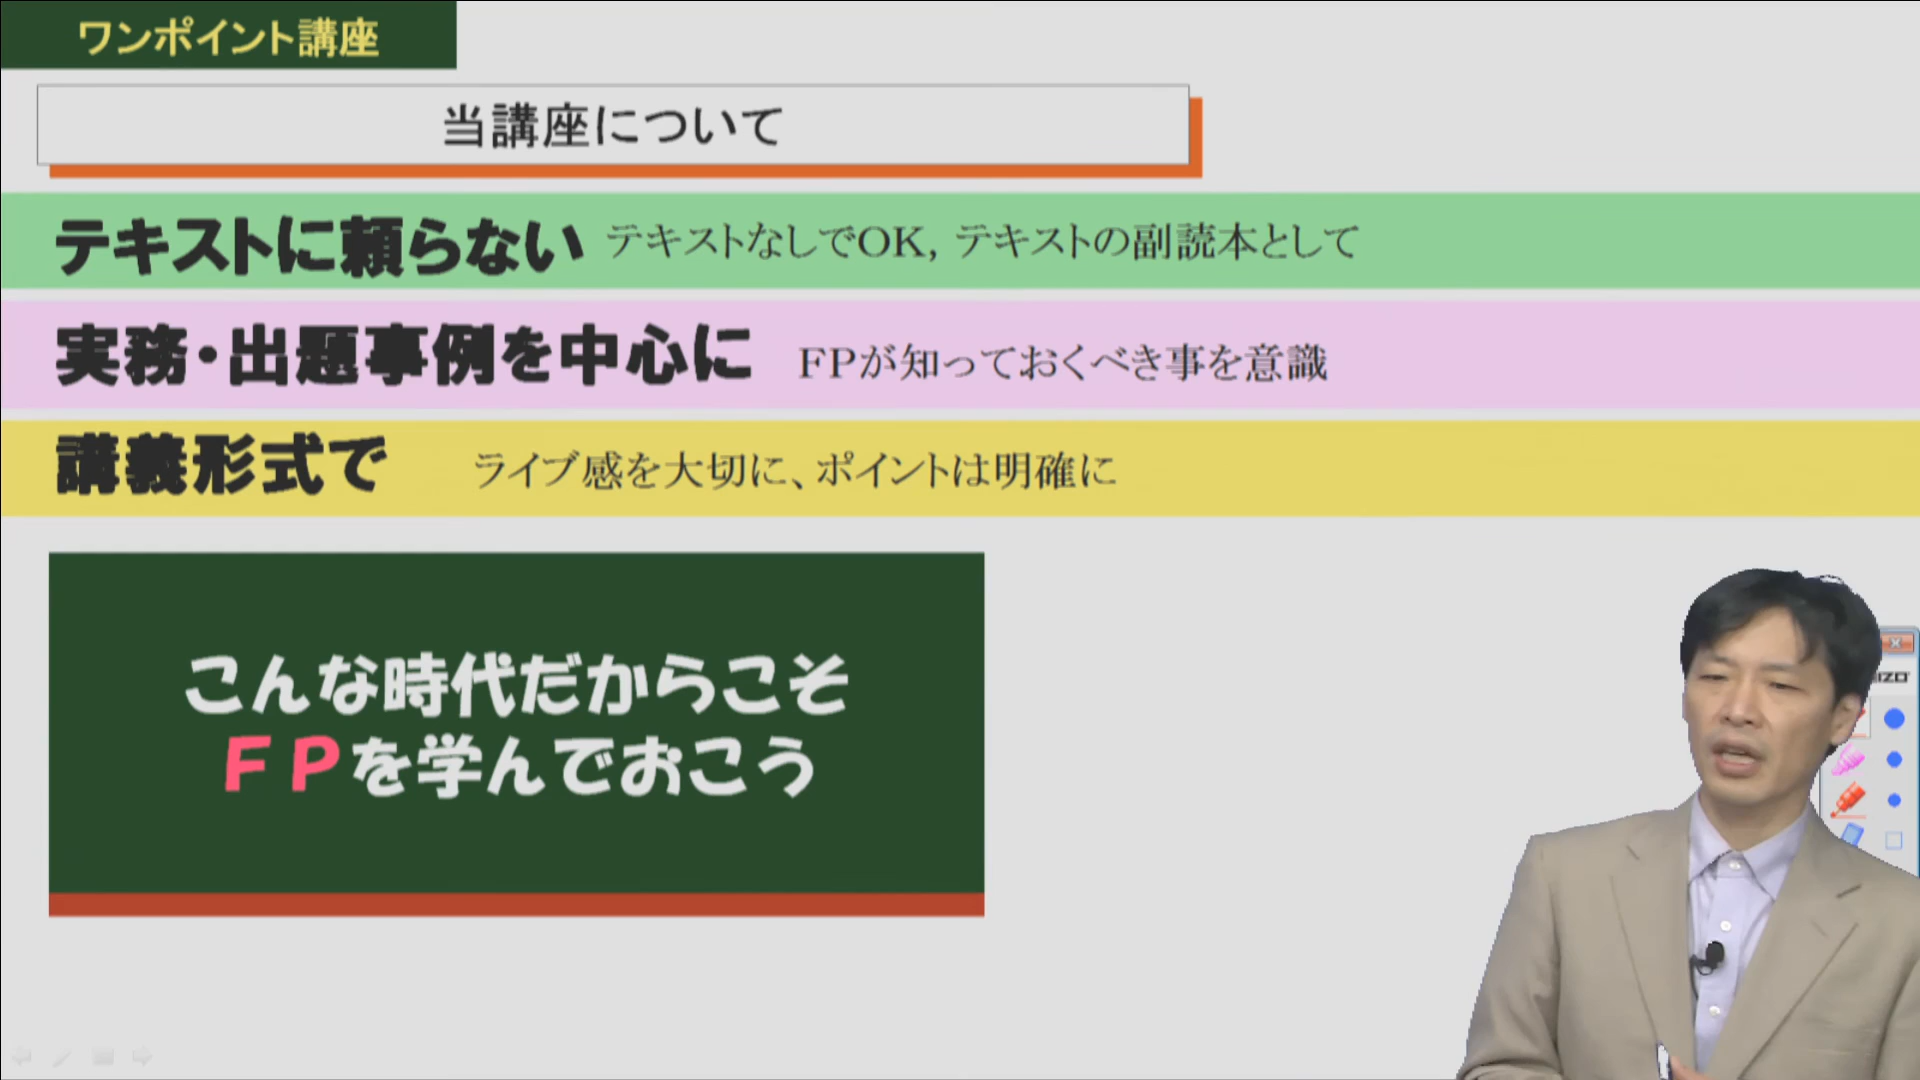 ワンポイント講座
当講座について
テキストに頼らない テキストなしでOK, テキストの副読本として
実務・出題事例を中心に FPが知っておくべき事を意識
講義形式で ライブ感を大切に、ポイントは明確に
こんな時代だからこそ
ＦＰを学んでおこう